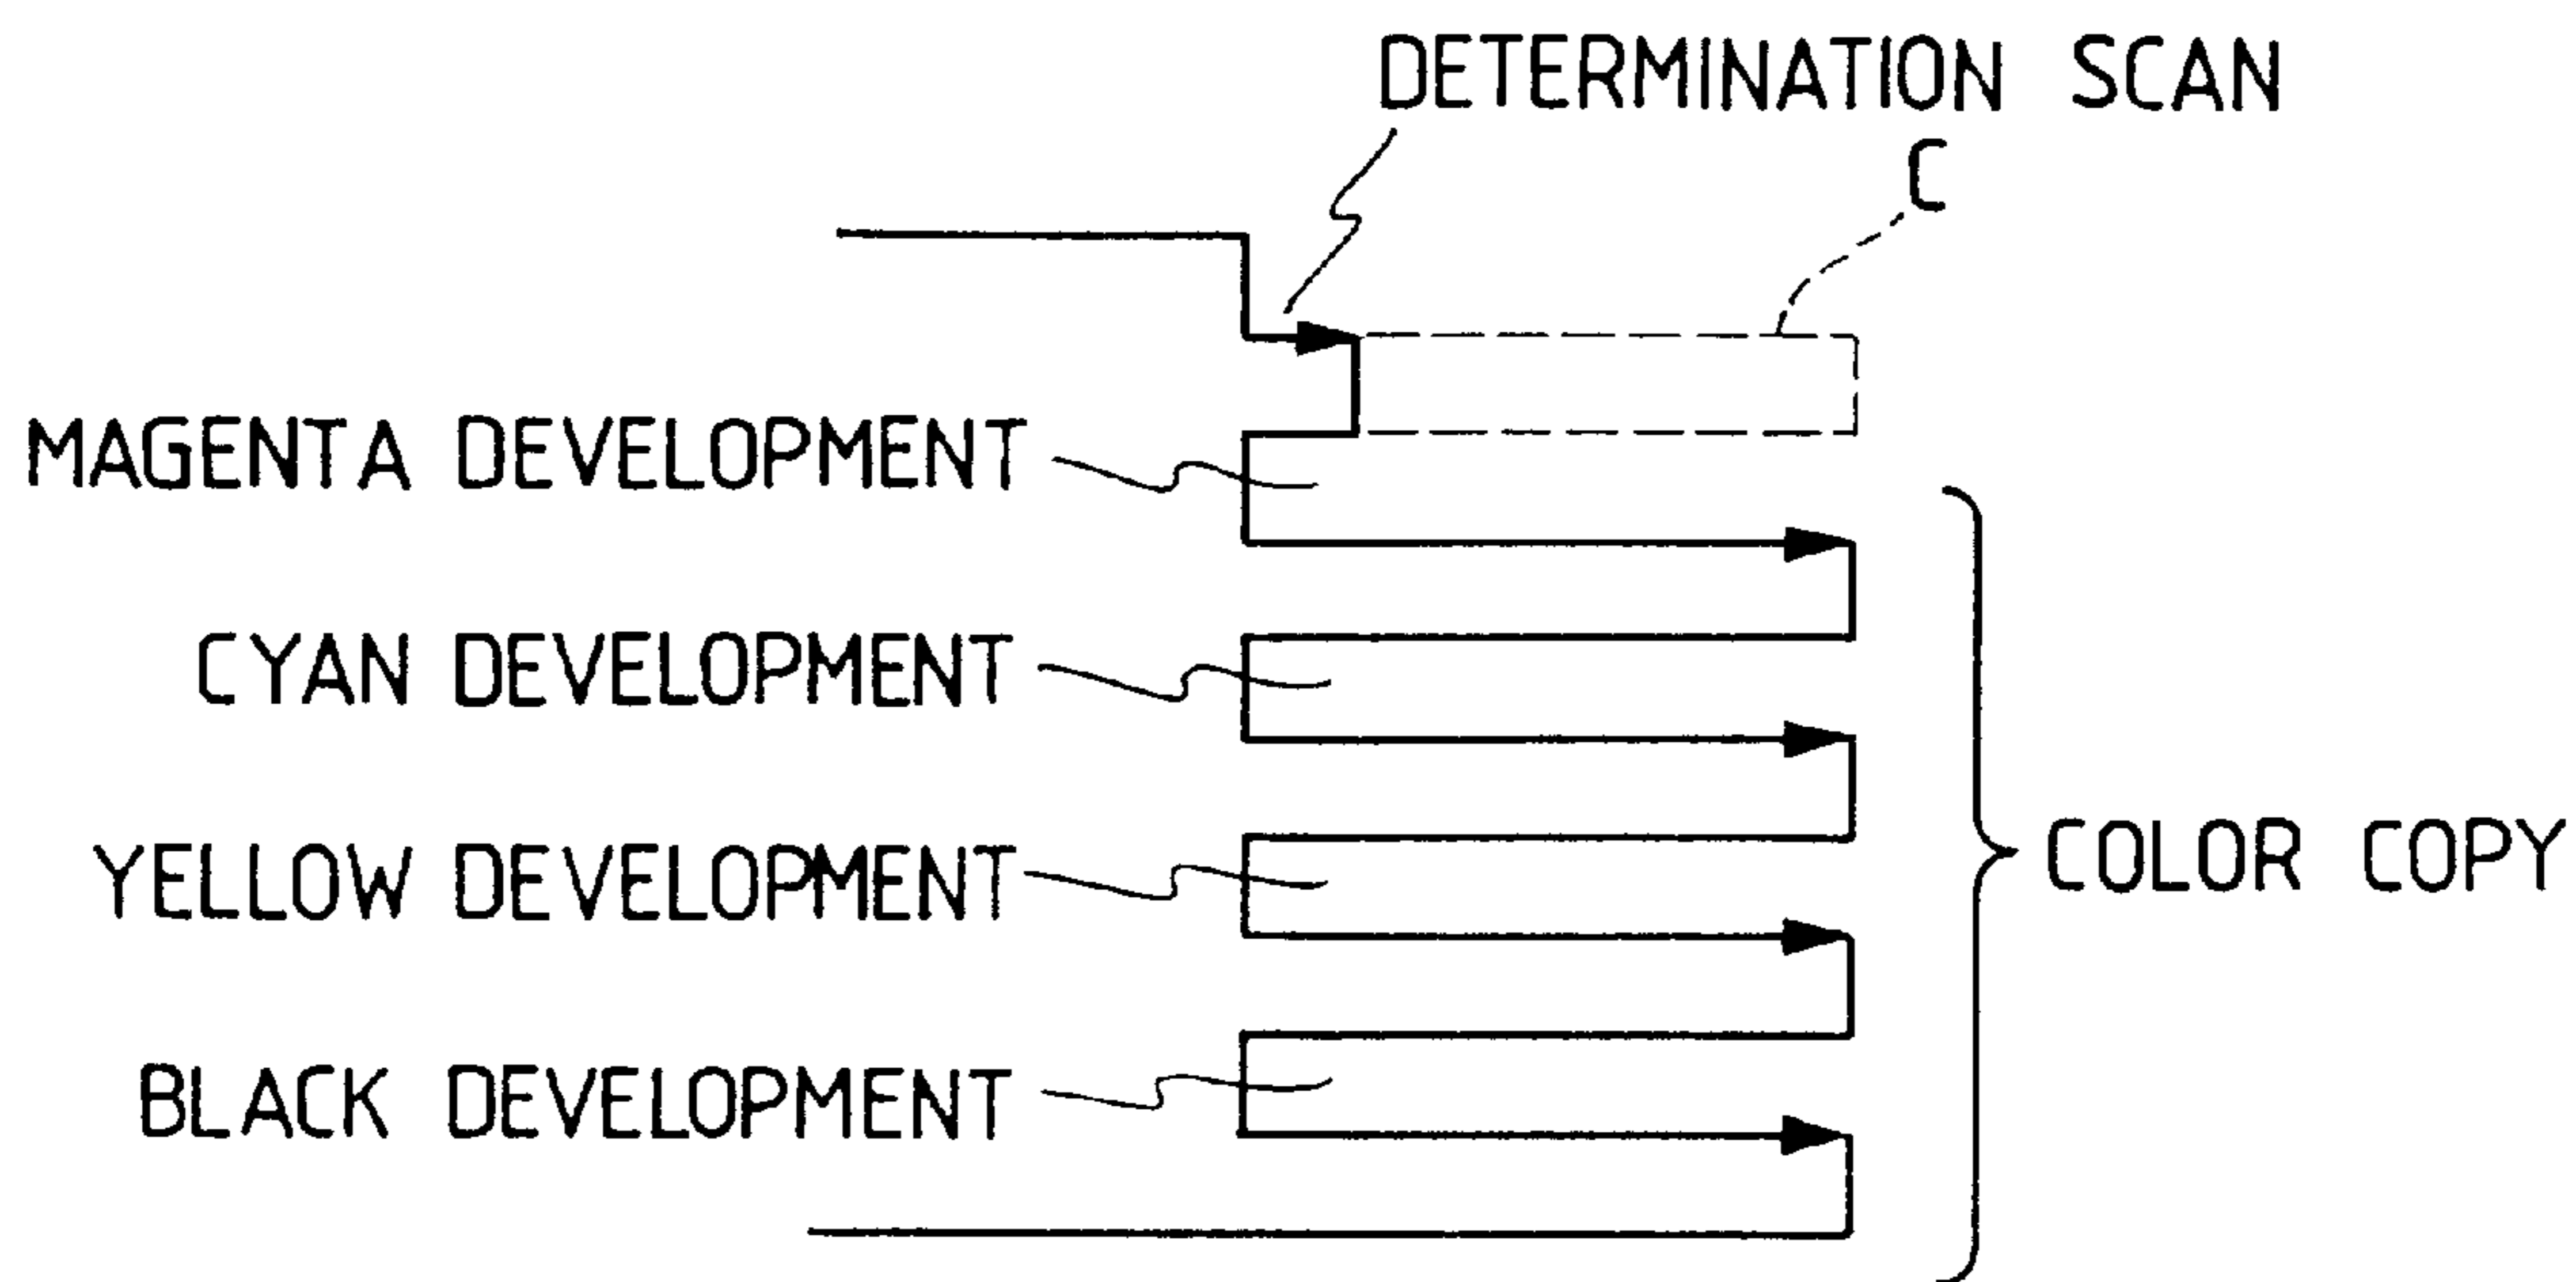 DETERMINATION SCAN
C
MAGENTA DEVELOPMENT
CYAN DEVELOPMENT
YELLOW DEVELOPMENT
COLOR COPY
BLACK DEVELOPMENT